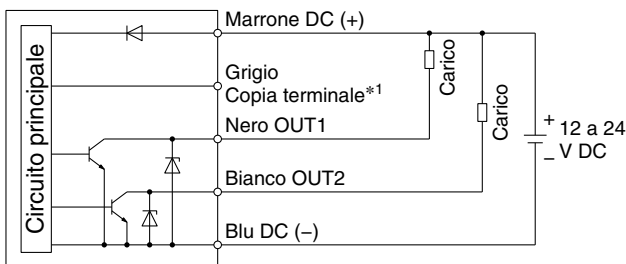 Circuito principale
Marrone DC (+)
Grigio
Copia terminale*1
Nero OUT1
Bianco OUT2
Blu DC (−)
Carico
Carico
+ 12 a 24
− V DC